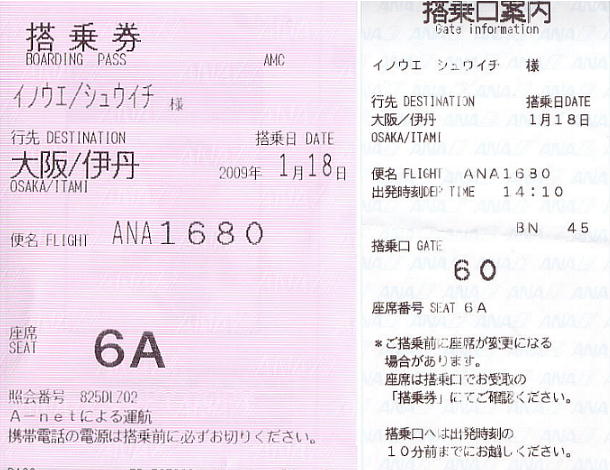 搭乗券
BOARDING PASS
AMC
イノウエ/シュウイチ 様
行先 DESTINATION
搭乗日 DATE
大阪/伊丹
2009年 1月18日
OSAKA/ITAMI
便名 FLIGHT ANA1680
座席
SEAT
6A
照会番号 825DLZ02
A-netによる運航
携帯電話の電源は搭乗前に必ずお切りください。
搭乗口案内
Gate information
イノウエ シュウイチ 様
行先 DESTINATION 搭乗日DATE
大阪/伊丹 1月18日
OSAKA/ITAMI
便名 FLIGHT ANA1680
出発時刻DEP TIME 14:10
BN 45
搭乗口 GATE
60
座席番号 SEAT 6A
*ご搭乗前に座席が変更になる
場合があります。
座席は搭乗口でお受取の
「搭乗券」にてご確認ください。
搭乗口へは出発時刻の
10分前までにお越しください。